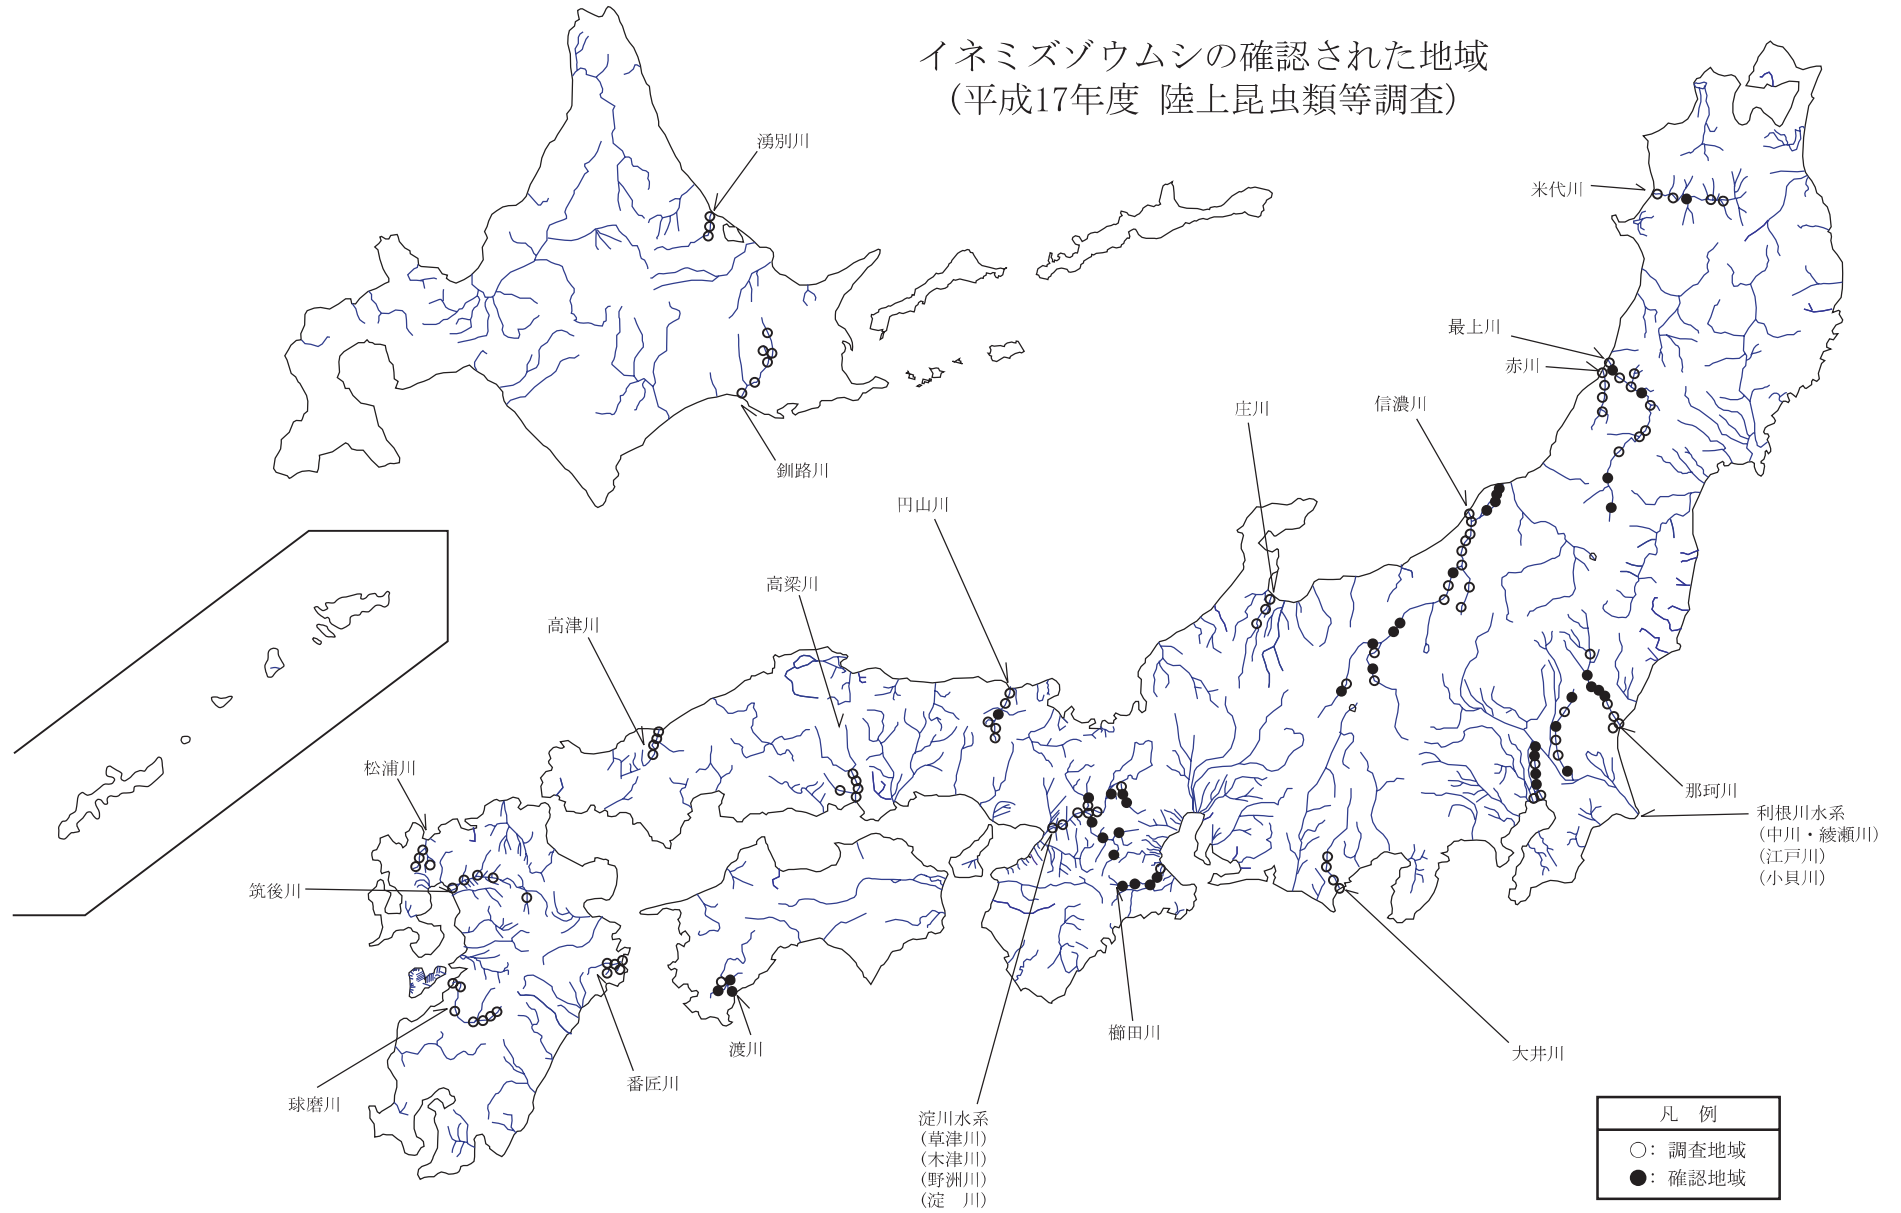 イネミズゾウムシの確認された地域
(平成17年度 陸上昆虫類等調査)
湧別川
米代川
最上川
赤川
庄川
信濃川
釧路川
円山川
高梁川
高津川
松浦川
那珂川
利根川水系
(中川・綾瀬川)
(江戸川)
(小貝川)
筑後川
櫛田川
渡川
大井川
番匠川
球磨川
淀川水系
(草津川)
(木津川)
(野洲川)
(淀　川)
凡　例
○: 調査地域
●: 確認地域